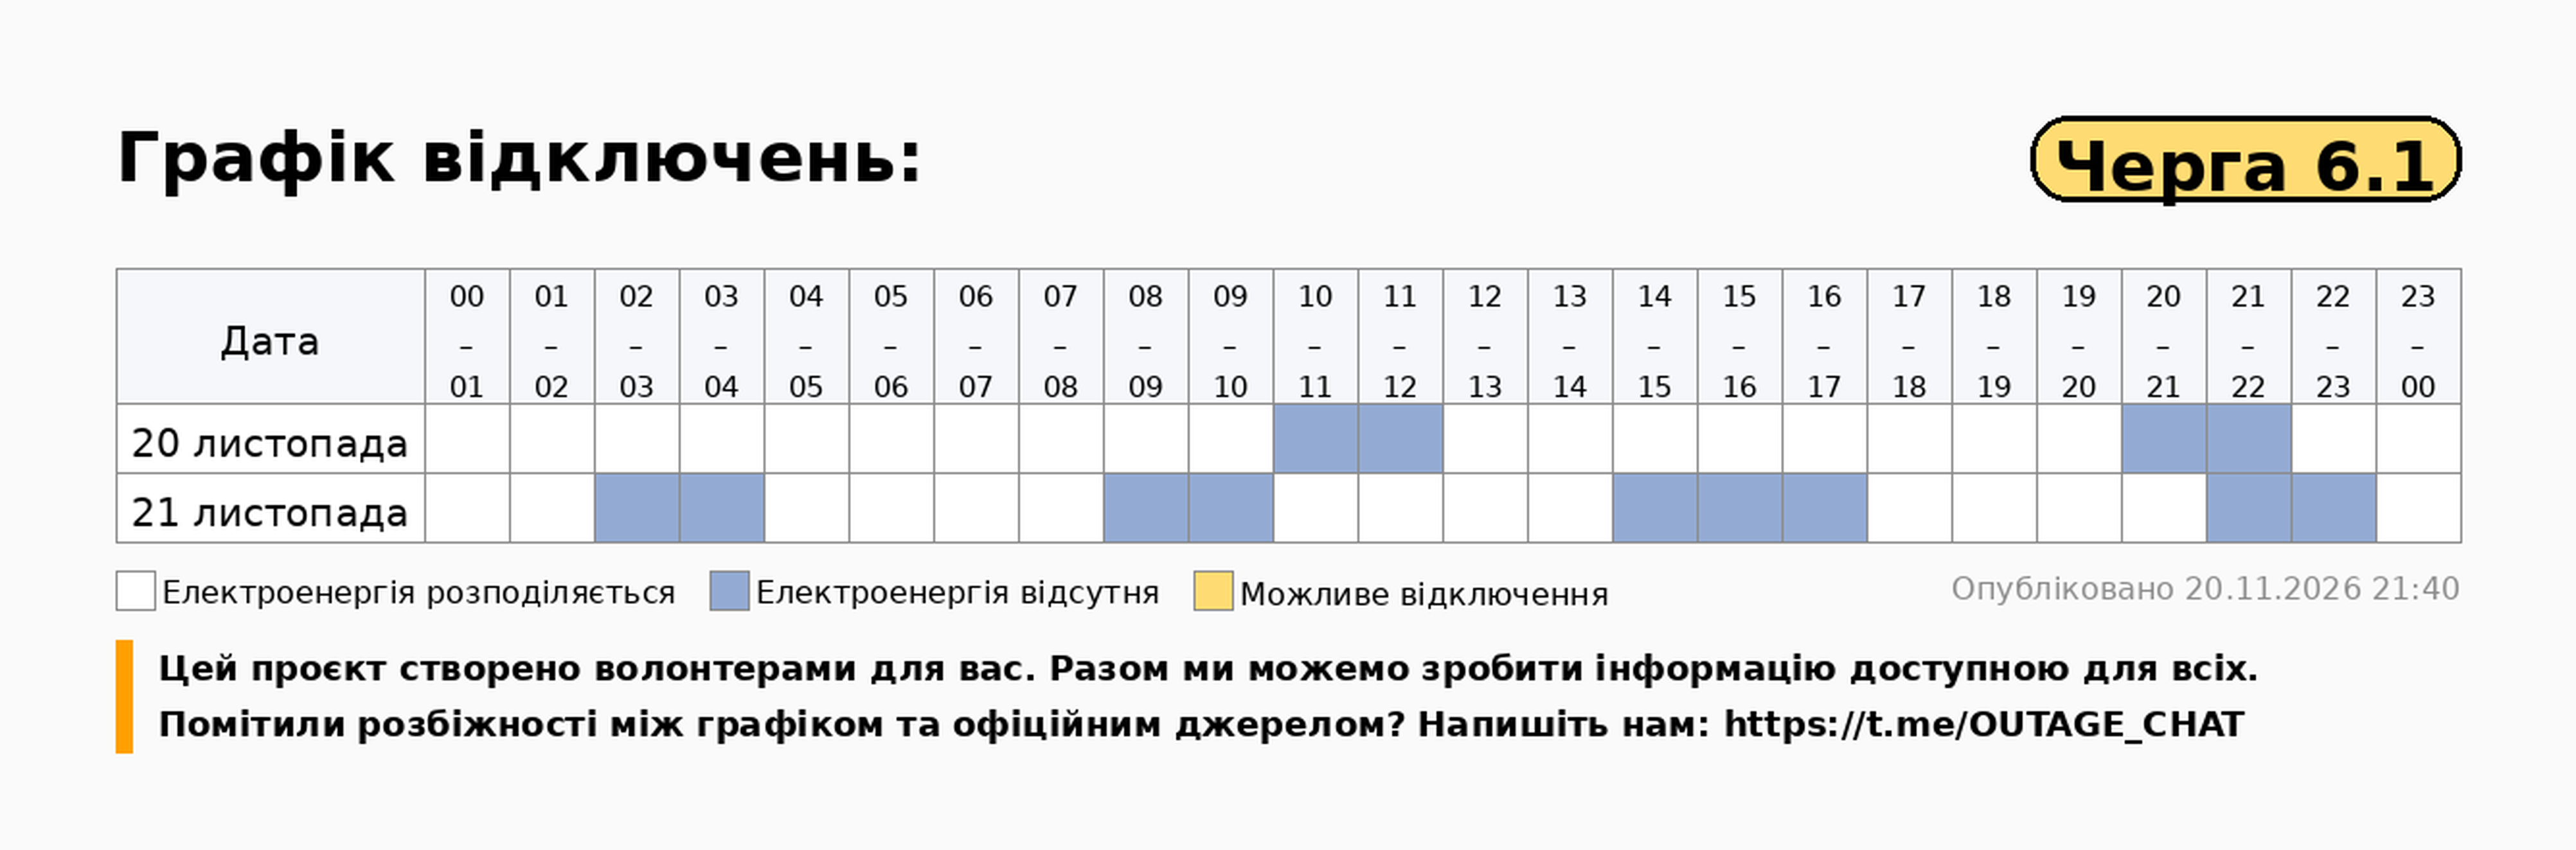 Графік відключень:
Черга 6.1
Дата 00 – 01 01 – 02 02 – 03 03 – 04 04 – 05 05 – 06 06 – 07 07 – 08 08 – 09 09 – 10 10 – 11 11 – 12 12 – 13 13 – 14 14 – 15 15 – 16 16 – 17 17 – 18 18 – 19 19 – 20 20 – 21 21 – 22 22 – 23 23 – 00
20 листопада
21 листопада
Електроенергія розподіляється Електроенергія відсутня Можливе відключення Опубліковано 20.11.2026 21:40
Цей проєкт створено волонтерами для вас. Разом ми можемо зробити інформацію доступною для всіх.
Помітили розбіжності між графіком та офіційним джерелом? Напишіть нам: https://t.me/OUTAGE_CHAT